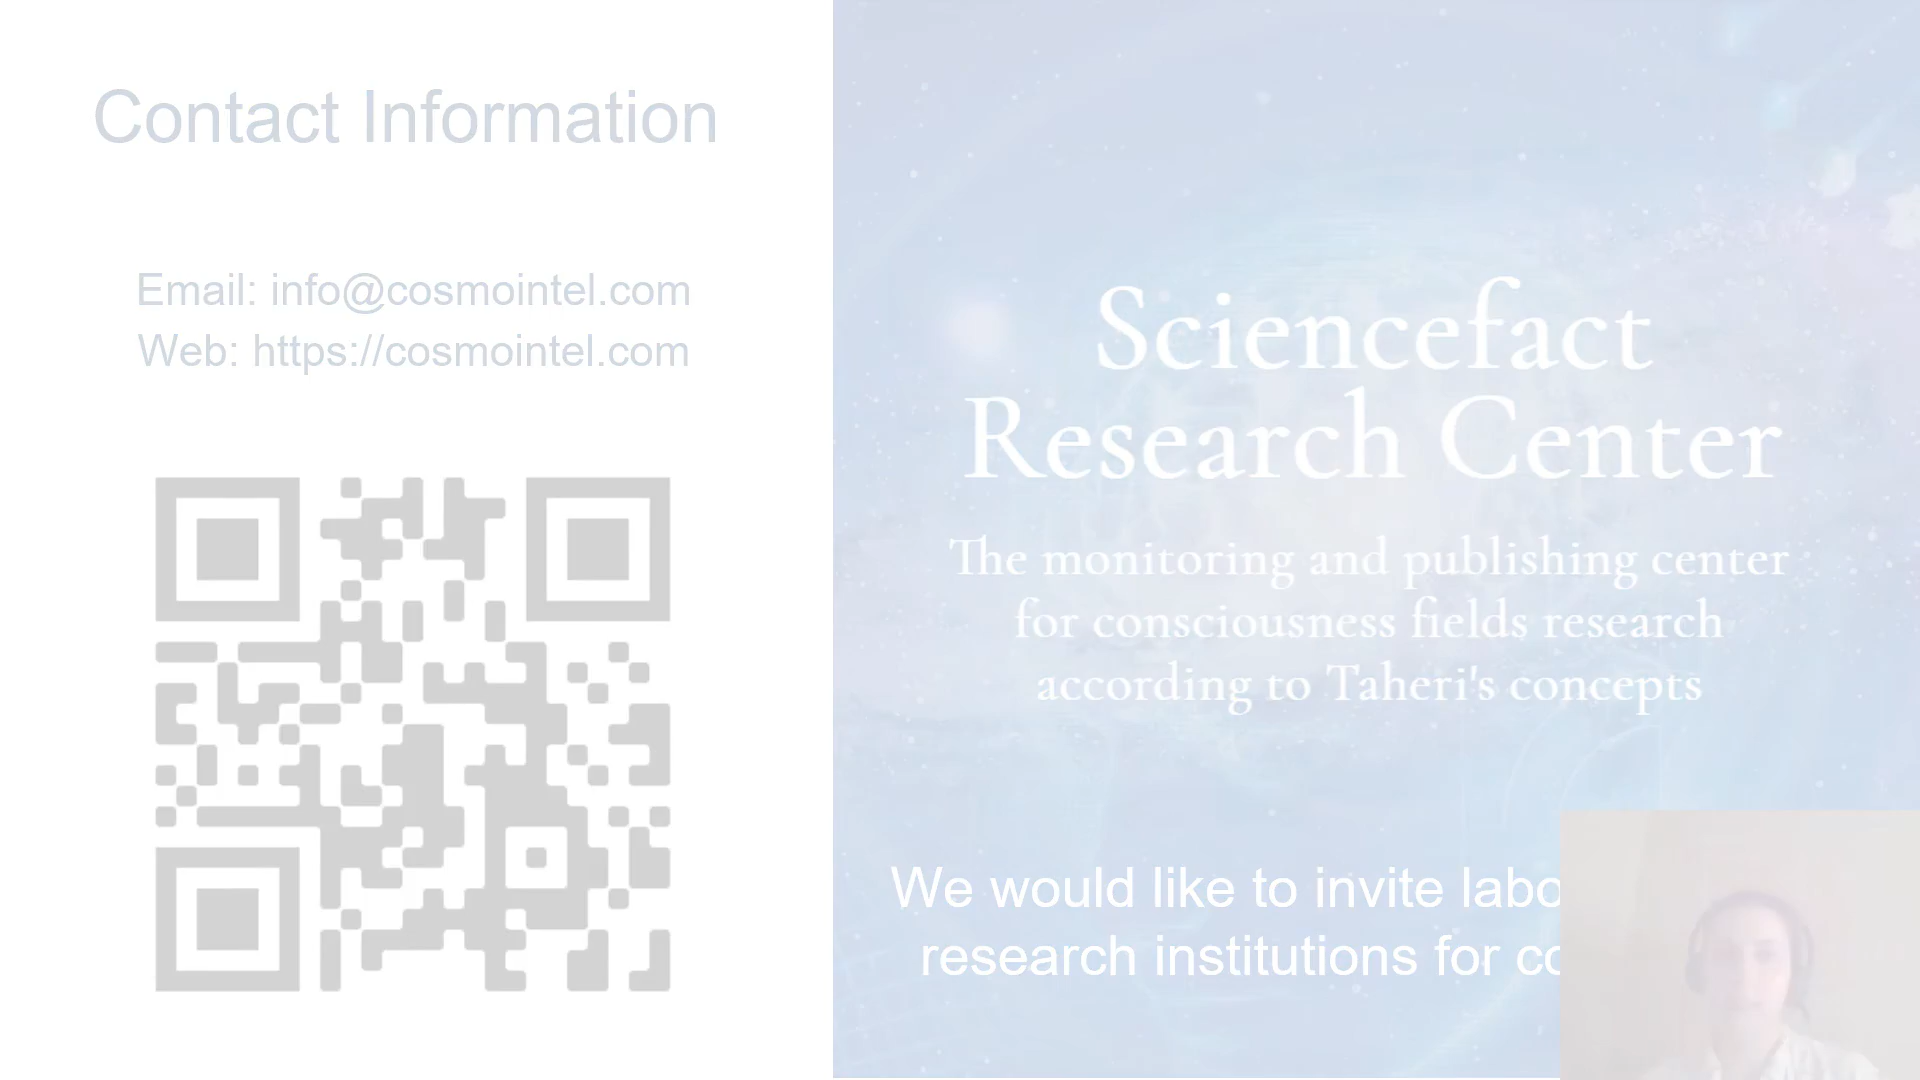 Contact Information
Email: info@cosmointel.com
Web: https://cosmointel.com
Sciencefact
Research Center
The monitoring and publishing center
for consciousness fields research
according to Taheri's concepts
We would like to invite
research institutions for